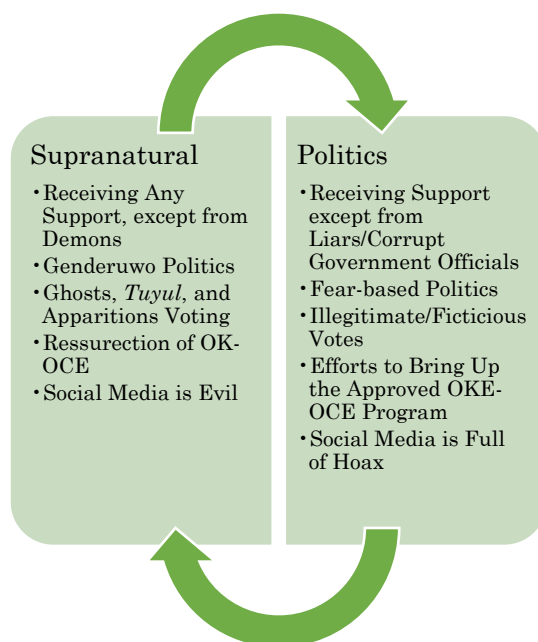 Supranatural
•Receiving Any
Support, except from
Demons
•Genderuwo Politics
•Ghosts, Tuyul, and
Apparitions Voting
•Ressurection of OK-
OCE
•Social Media is Evil
Politics
•Receiving Support
except from
Liars/Corrupt
Government Officials
•Fear-based Politics
•Illegitimate/Ficticious
Votes
•Efforts to Bring Up
the Approved OKE-
OCE Program
•Social Media is Full
of Hoax